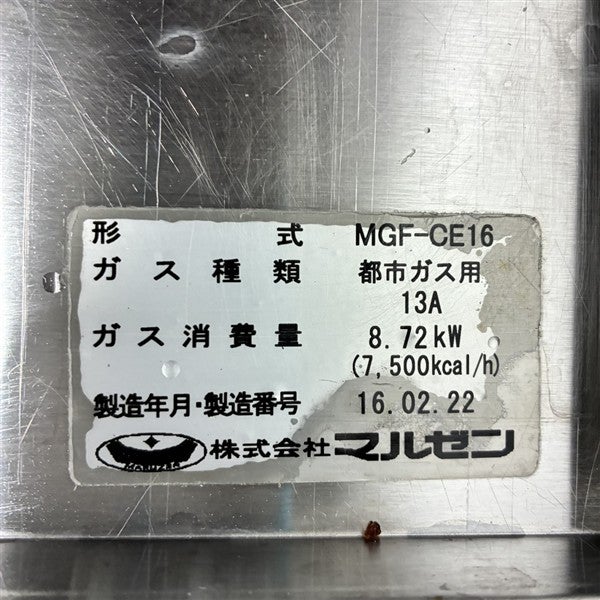 形式 MGF-CE16
ガス種類 都市ガス用
13A
ガス消費量 8.72kW
(7,500kcal/h)
製造年月・製造番号 16.02.22
MARUZEN 株式会社マルゼン